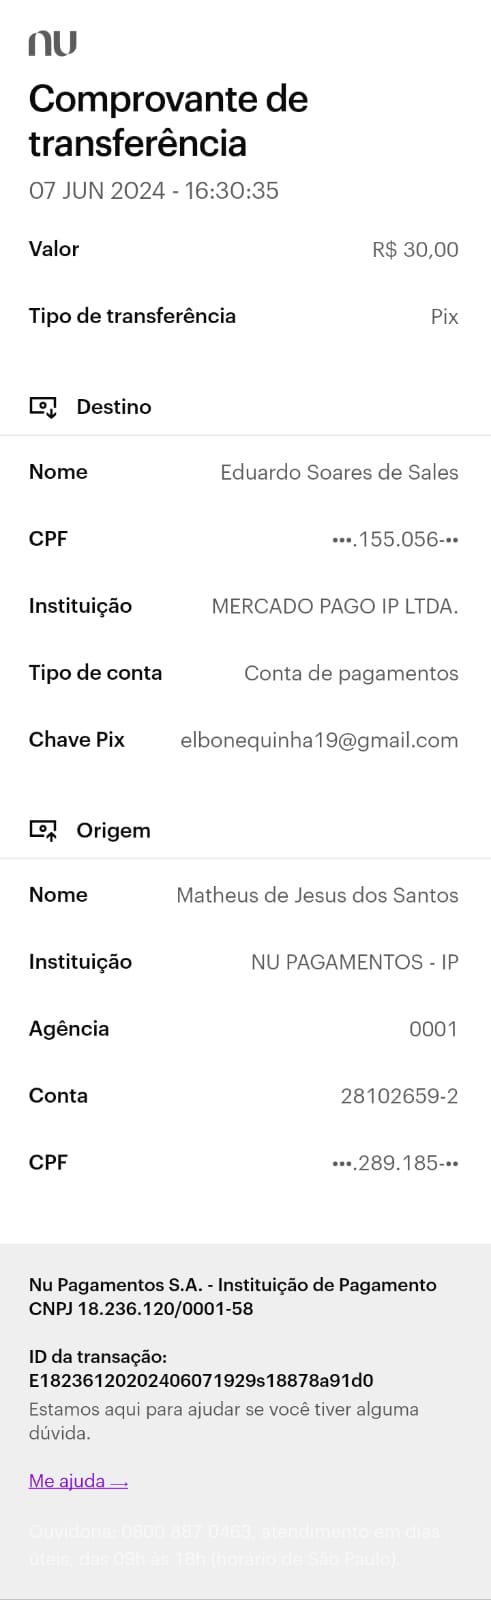 nu
Comprovante de
transferência
07 JUN 2024 - 16:30:35
Valor R$ 30,00
Tipo de transferência Pix
Destino
Nome Eduardo Soares de Sales
CPF •••.155.056-••
Instituição MERCADO PAGO IP LTDA.
Tipo de conta Conta de pagamentos
Chave Pix elbonequinha19@gmail.com
Origem
Nome Matheus de Jesus dos Santos
Instituição NU PAGAMENTOS - IP
Agência 0001
Conta 28102659-2
CPF •••.289.185-••
Nu Pagamentos S.A. - Instituição de Pagamento
CNPJ 18.236.120/0001-58
ID da transação:
E18236120202406071929s18878a91d0
Estamos aqui para ajudar se você tiver alguma
dúvida.
Me ajuda →
Ouvidoria: 0800 887 0463, atendimento em dias
úteis, das 09h às 18h (horário de São Paulo).